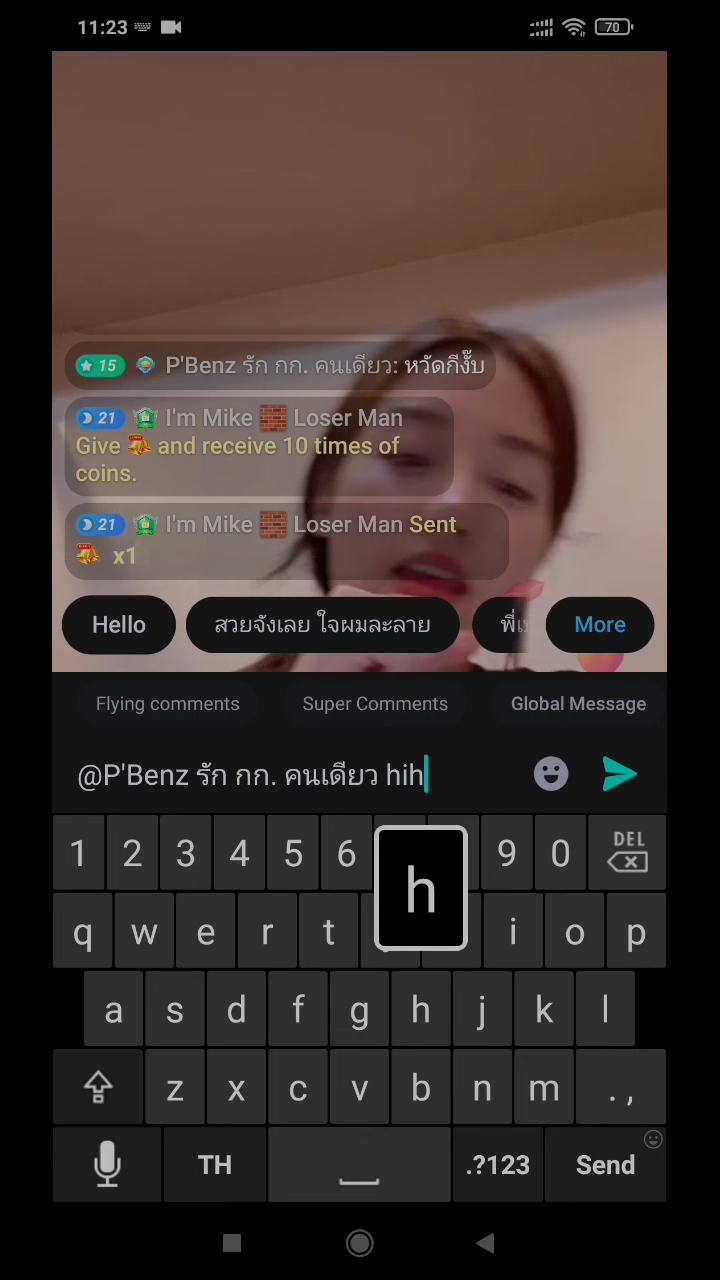 11:23
70
15 P'Benz รัก กก. คนเดียว: หวัดกีงั๊บ
21 I'm Mike 🧱 Loser Man
Give and receive 10 times of
coins.
21 I'm Mike 🧱 Loser Man Sent
x1
Hello สวยจังเลย ใจผมละลาย More
Flying comments Super Comments Global Message
@P'Benz รัก กก. คนเดียว hih
1 2 3 4 5 6 9 0 DEL
h
q w e r t i o p
a s d f g h j k l
z x c v b n m . ,
TH .?123 Send